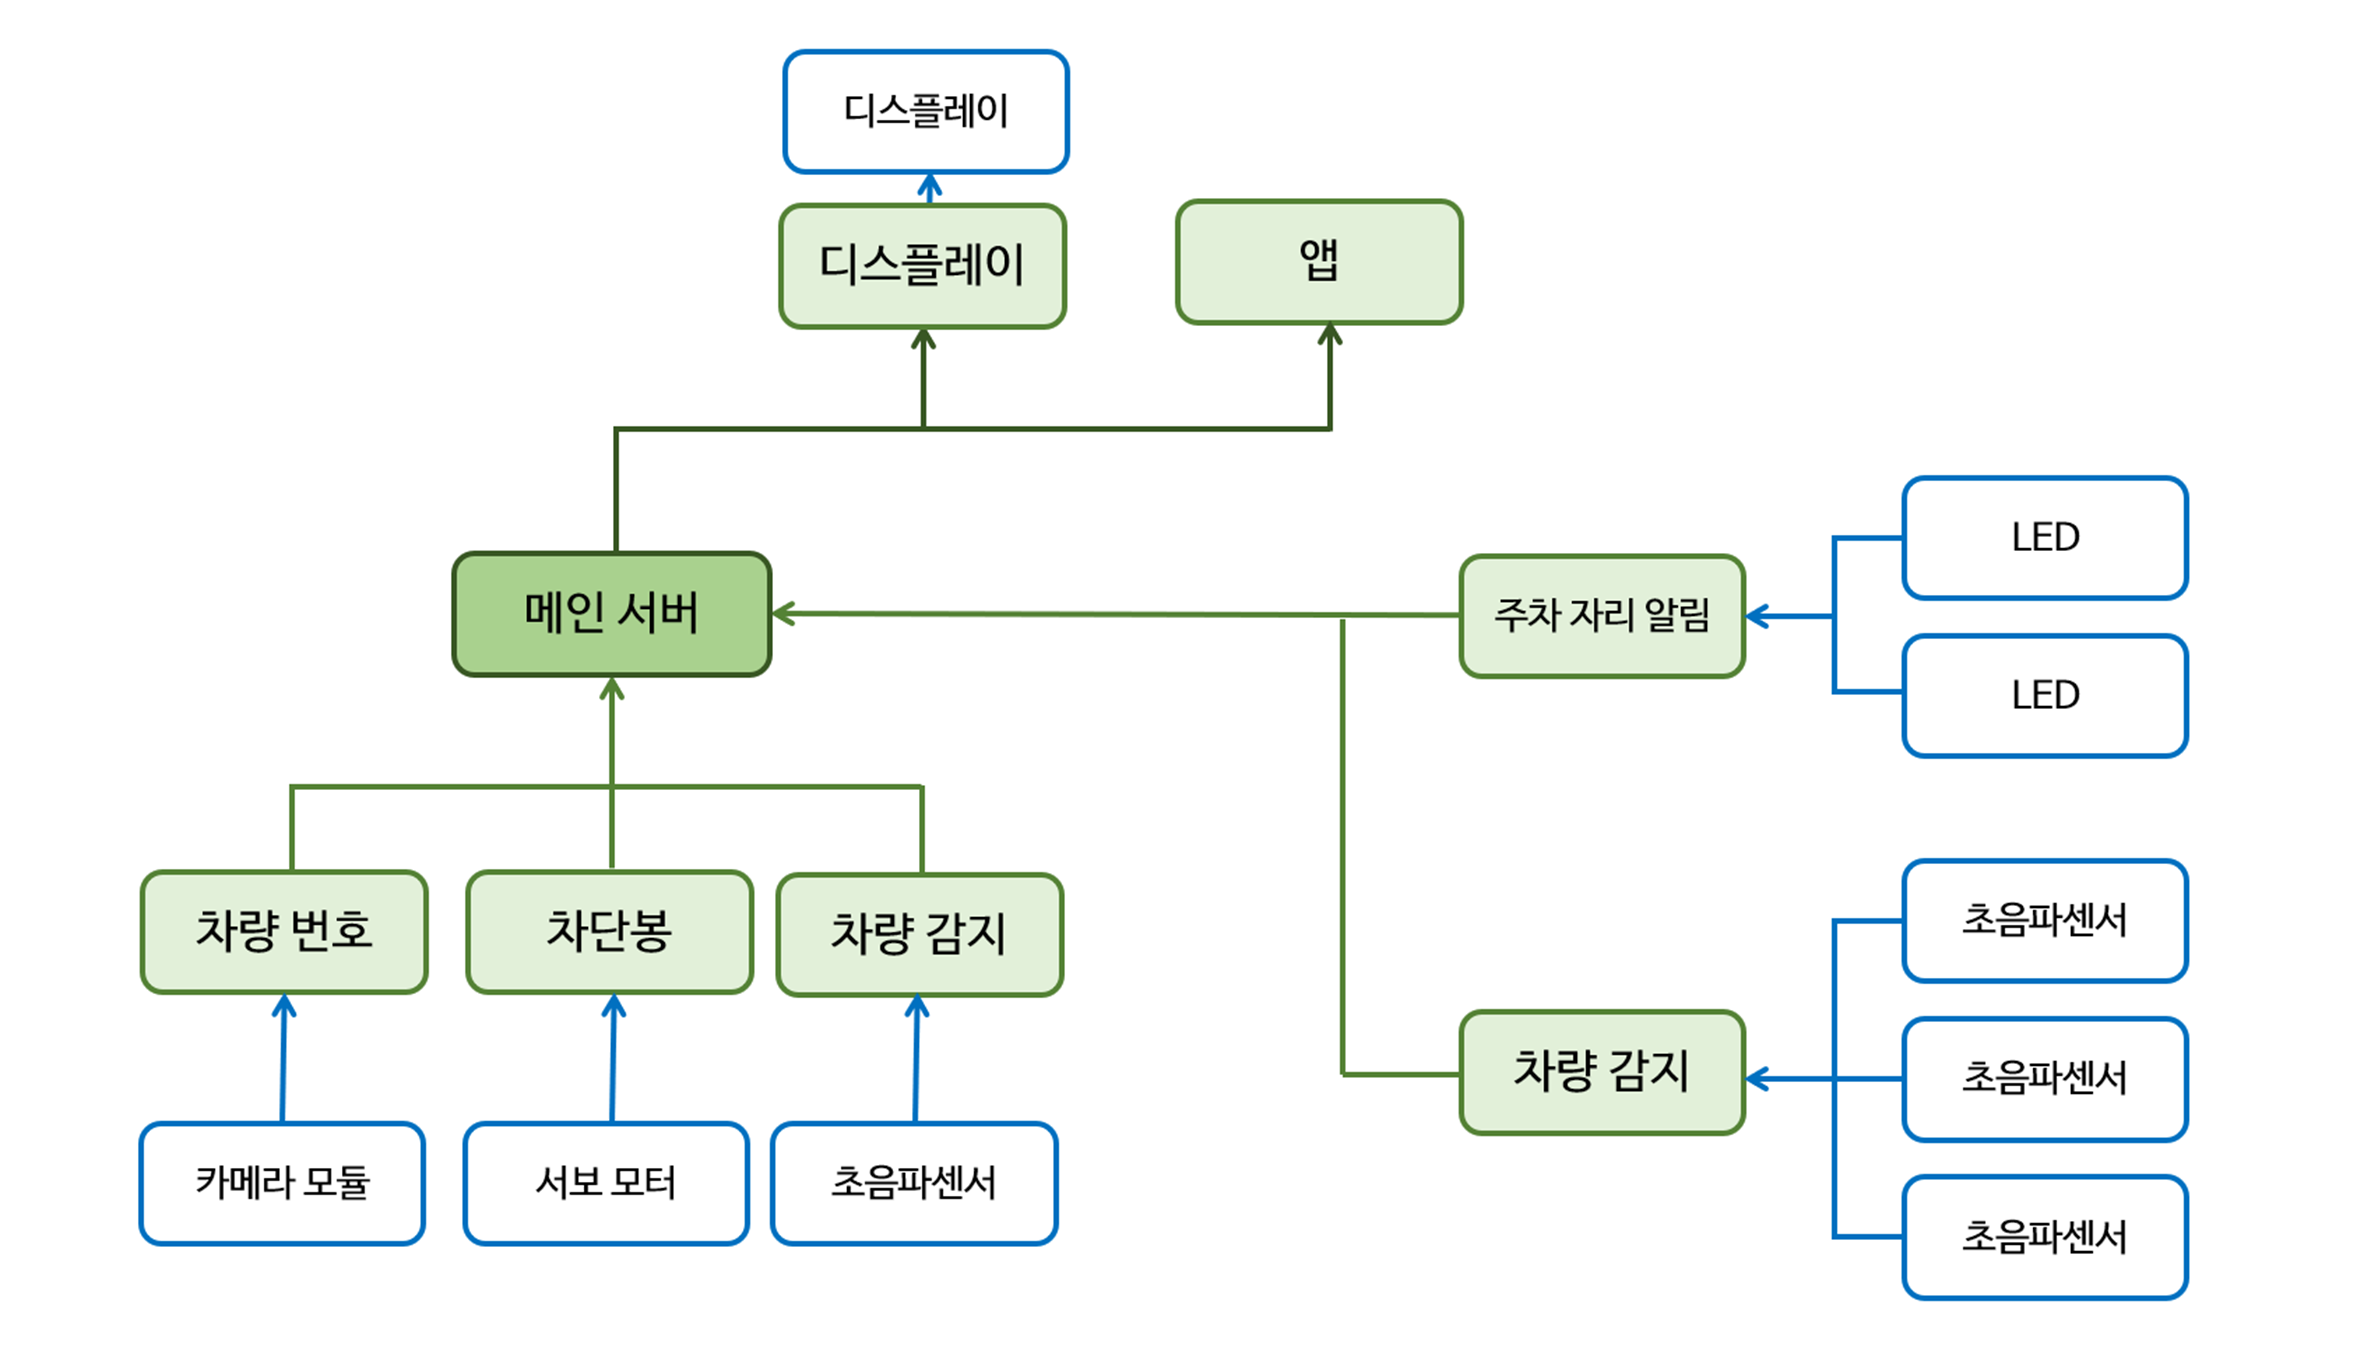 디스플레이
디스플레이
앱
메인 서버
주차 자리 알림
LED
LED
차량 번호
차단봉
차량 감지
카메라 모듈
서보 모터
초음파센서
차량 감지
초음파센서
초음파센서
초음파센서